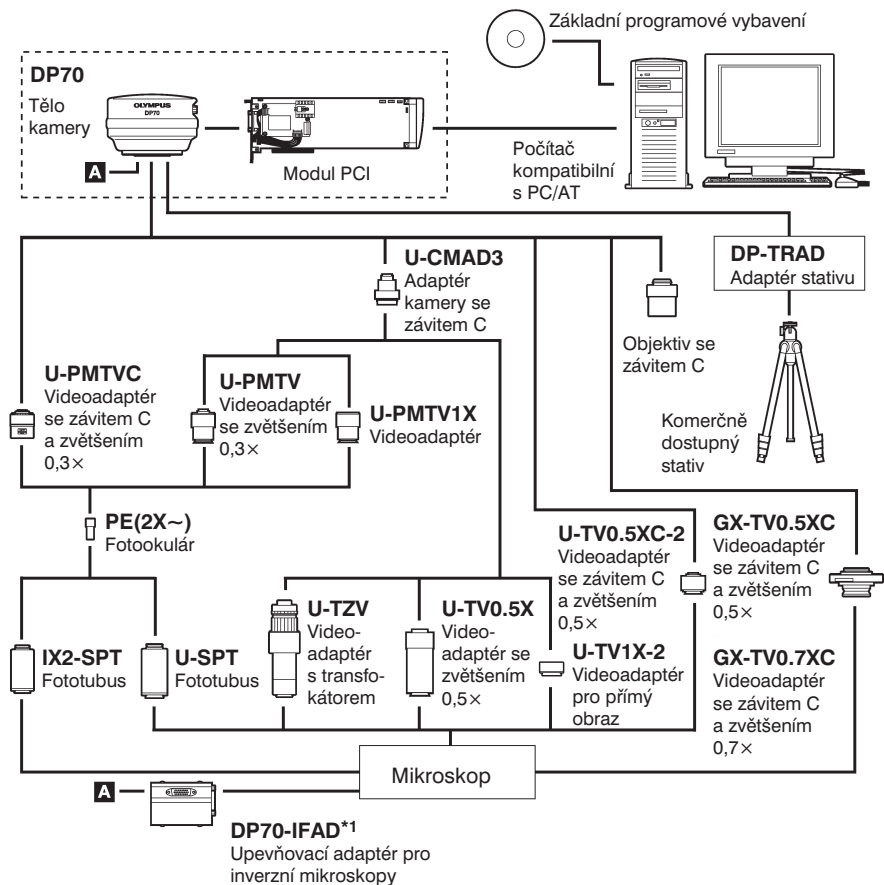 Základní programové vybavení
DP70
Tělo
kamery
OLYMPUS
DP70
A
Modul PCI
Počítač
kompatibilní
s PC/AT
U-CMAD3
Adaptér
kamery se
závitem C
DP-TRAD
Adaptér stativu
Objektiv se
závitem C
Komerčně
dostupný
stativ
U-PMTVC
Videoadaptér
se závitem C
a zvětšením
0,3×
U-PMTV
Videoadaptér
se zvětšením
0,3×
U-PMTV1X
Videoadaptér
PE(2X~)
Fotookulár
U-TV0.5XC-2
Videoadaptér
se závitem C
a zvětšením
0,5×
GX-TV0.5XC
Videoadaptér
se závitem C
a zvětšením
0,5×
IX2-SPT
Fototubus
U-SPT
Fototubus
U-TZV
Video-
adaptér
s transfo-
kátorem
U-TV0.5X
Video-
adaptér se
zvětšením
0,5×
U-TV1X-2
Videoadaptér
pro přímý
obraz
GX-TV0.7XC
Videoadaptér
se závitem C
a zvětšením
0,7×
Mikroskop
A
DP70-IFAD*1
Upevňovací adaptér pro
inverzní mikroskopy